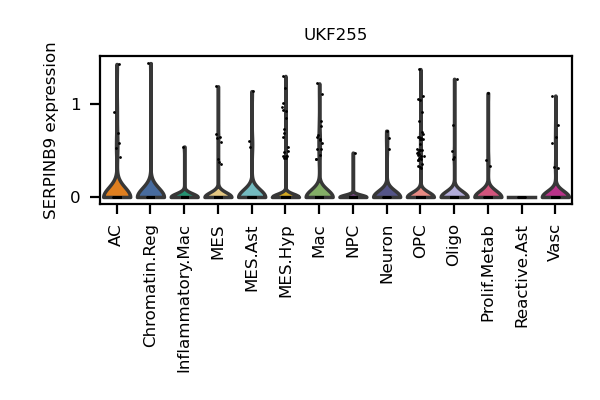 UKF255
SERPINB9 expression
1
0
AC
Chromatin.Reg
Inflammatory.Mac
MES
MES.Ast
MES.Hyp
Mac
NPC
Neuron
OPC
Oligo
Prolif.Metab
Reactive.Ast
Vasc